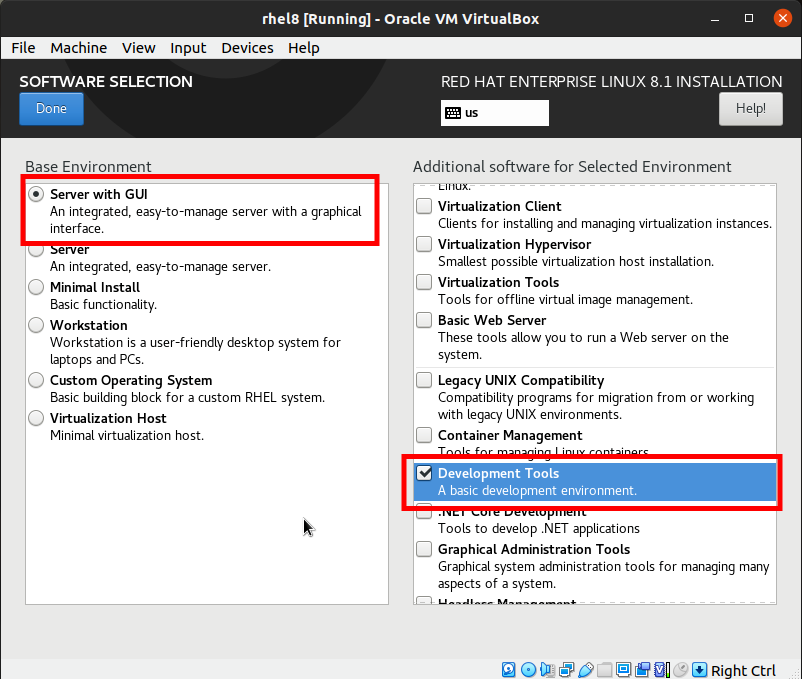 rhel8 [Running] - Oracle VM VirtualBox
File Machine View Input Devices Help
SOFTWARE SELECTION
Done
RED HAT ENTERPRISE LINUX 8.1 INSTALLATION
us
Help!
Base Environment
Server with GUI
An integrated, easy-to-manage server with a graphical
interface.
Server
An integrated, easy-to-manage server.
Minimal Install
Basic functionality.
Workstation
Workstation is a user-friendly desktop system for
laptops and PCs.
Custom Operating System
Basic building block for a custom RHEL system.
Virtualization Host
Minimal virtualization host.
Additional software for Selected Environment
Linux.
Virtualization Client
Clients for installing and managing virtualization instances.
Virtualization Hypervisor
Smallest possible virtualization host installation.
Virtualization Tools
Tools for offline virtual image management.
Basic Web Server
These tools allow you to run a Web server on the
system.
Legacy UNIX Compatibility
Compatibility programs for migration from or working
with legacy UNIX environments.
Container Management
Tools for managing Linux containers
Development Tools
A basic development environment.
.NET Core Development
Tools to develop .NET applications
Graphical Administration Tools
Graphical system administration tools for managing many
aspects of a system.
Headless Management
Right Ctrl